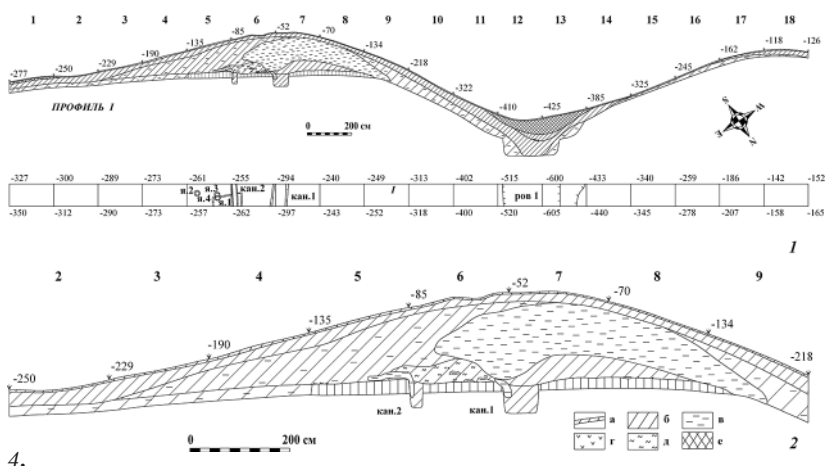 1 2 3 4 5 6 7 8 9 10 11 12 13 14 15 16 17 18
-277 -250 -229 -190 -135 -85 -52 -70 -134 -218 -322 -410 -425 -385 -325 -245 -162 -118 -126
ПРОФИЛЬ I
0 200 см
S W E N
-327 -300 -289 -273 -261 -255 -294 -240 -249 -313 -402 -515 -600 -433 -340 -259 -186 -142 -152
я.2 я.3 кан.2 I
я.4 я.1 кан.1 ров 1
-350 -312 -290 -273 -257 -262 -297 -243 -252 -318 -400 -520 -605 -440 -345 -278 -207 -158 -165
1
2 3 4 5 6 7 8 9
-250 -229 -190 -135 -85 -52 -70 -134 -218
кан.2 кан.1
а б в
г д е
0 200 см
2
4.